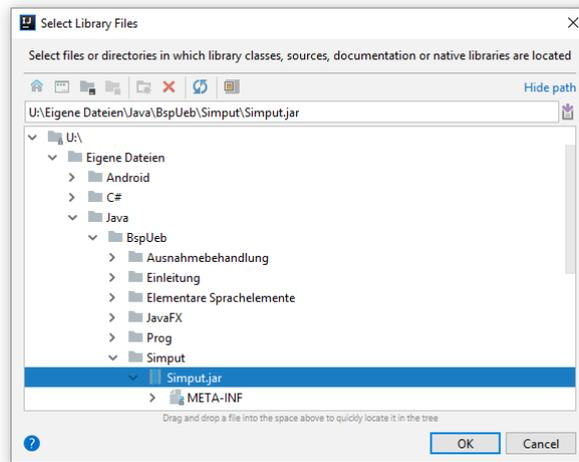 Select Library Files
Select files or directories in which library classes, sources, documentation or native libraries are located
Hide path
U:\Eigene Dateien\Java\BspUeb\Simput\Simput.jar
U:\
Eigene Dateien
Android
C#
Java
BspUeb
Ausnahmebehandlung
Einleitung
Elementare Sprachelemente
JavaFX
Prog
Simput
Simput.jar
META-INF
Drag and drop a file into the space above to quickly locate it in the tree
? OK Cancel